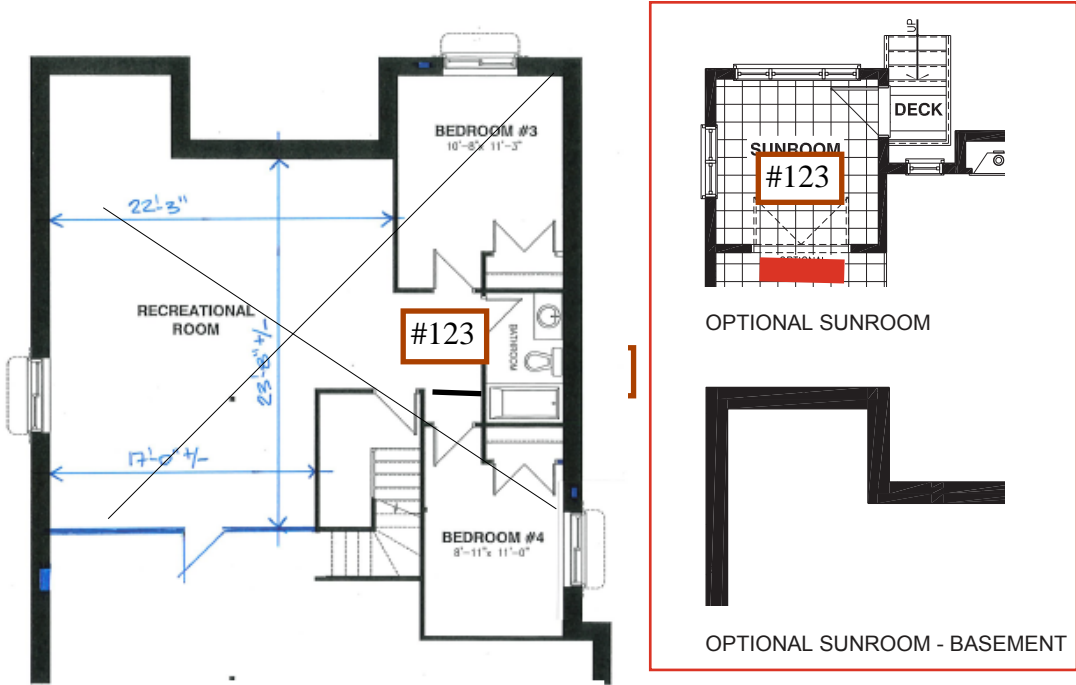 BEDROOM #3
10'-8"x 11'-3"
22'-3"
RECREATIONAL
ROOM
23'-8" +/-
#123
BATHROOM
17'-0" +/-
BEDROOM #4
8'-11"x 11'-0"
UP
DECK
SUNROOM
#123
OPTIONAL SUNROOM
OPTIONAL SUNROOM - BASEMENT